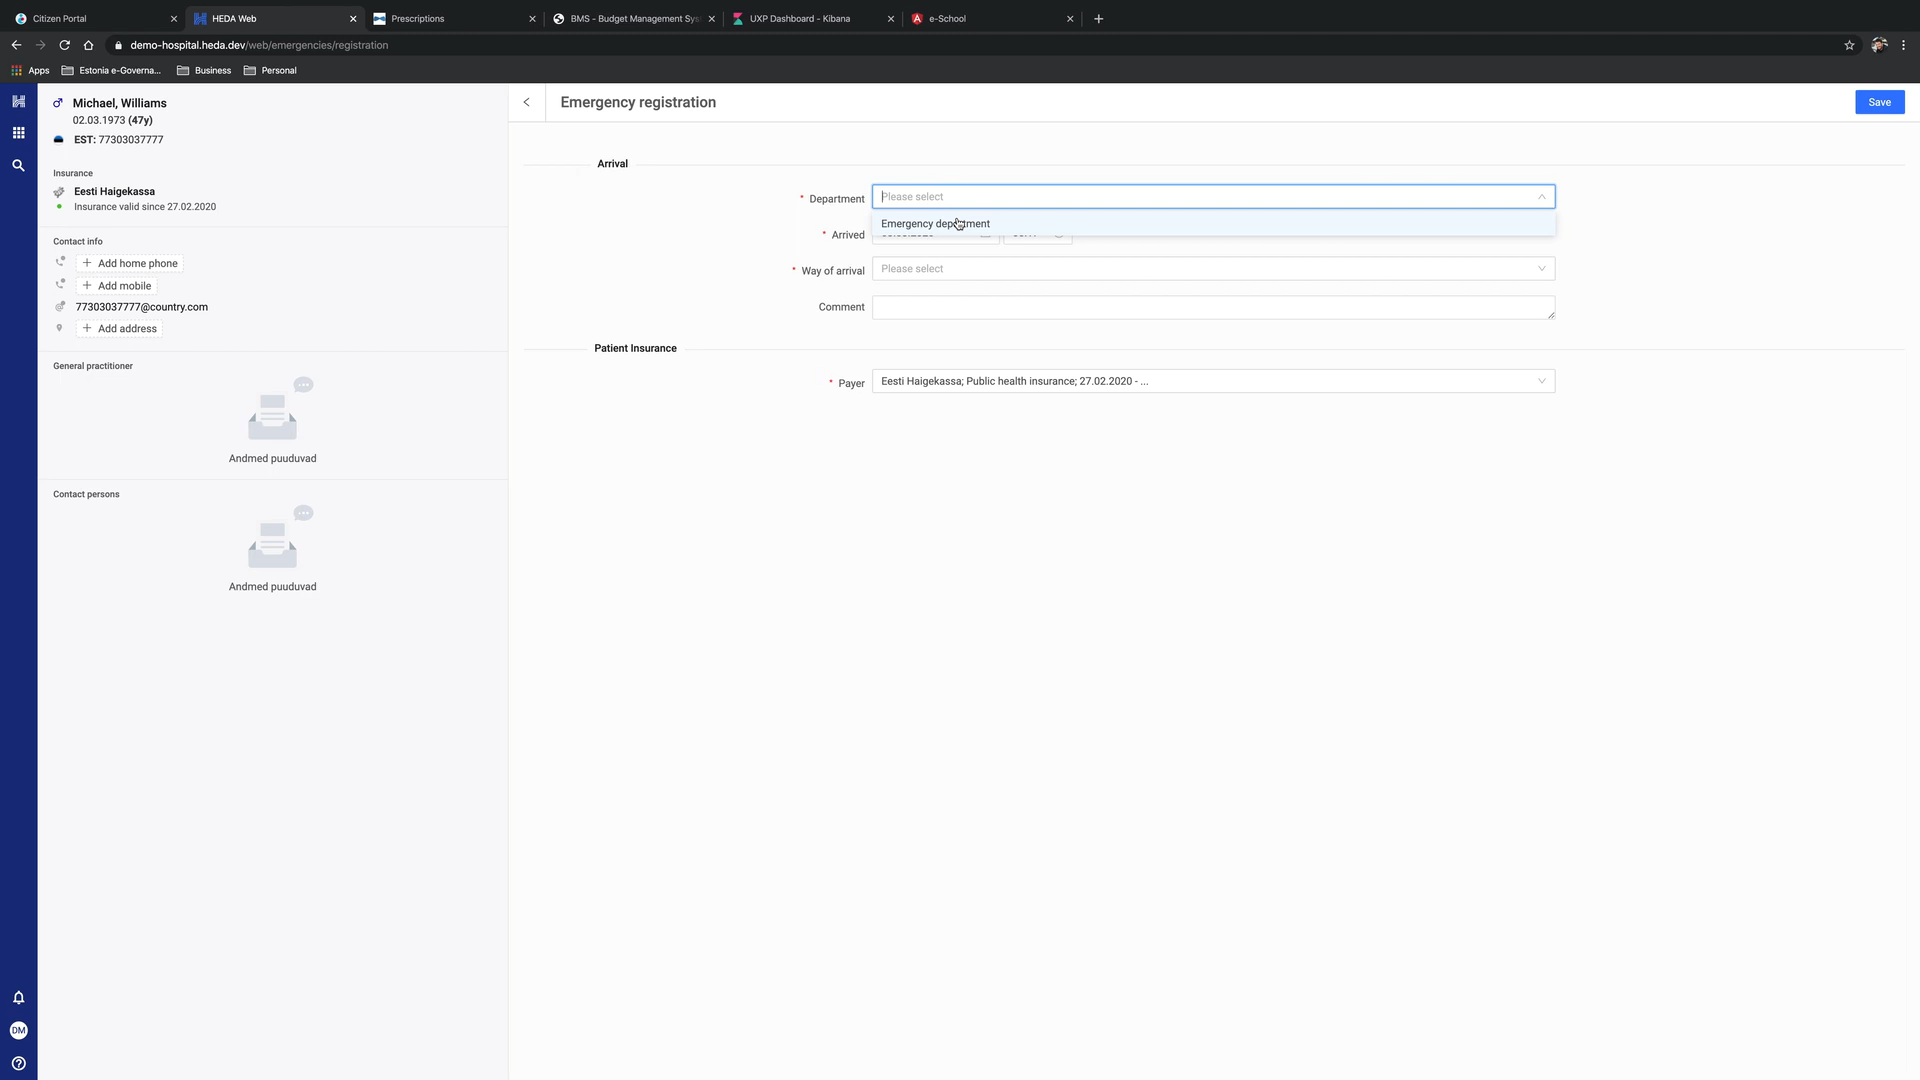 Citizen Portal
HEDA Web
Prescriptions
BMS - Budget Management Sys
UXP Dashboard - Kibana
e-School
demo-hospital.heda.dev/web/emergencies/registration
Apps
Estonia e-Governa...
Business
Personal
Michael, Williams
02.03.1973 (47y)
EST: 77303037777
Insurance
Eesti Haigekassa
Insurance valid since 27.02.2020
Contact info
+ Add home phone
+ Add mobile
77303037777@country.com
+ Add address
General practitioner
Andmed puuduvad
Contact persons
Andmed puuduvad
DM
Emergency registration
Save
Arrival
* Department
Please select
Emergency department
* Arrived
* Way of arrival
Please select
Comment
Patient Insurance
* Payer
Eesti Haigekassa; Public health insurance; 27.02.2020 - ...